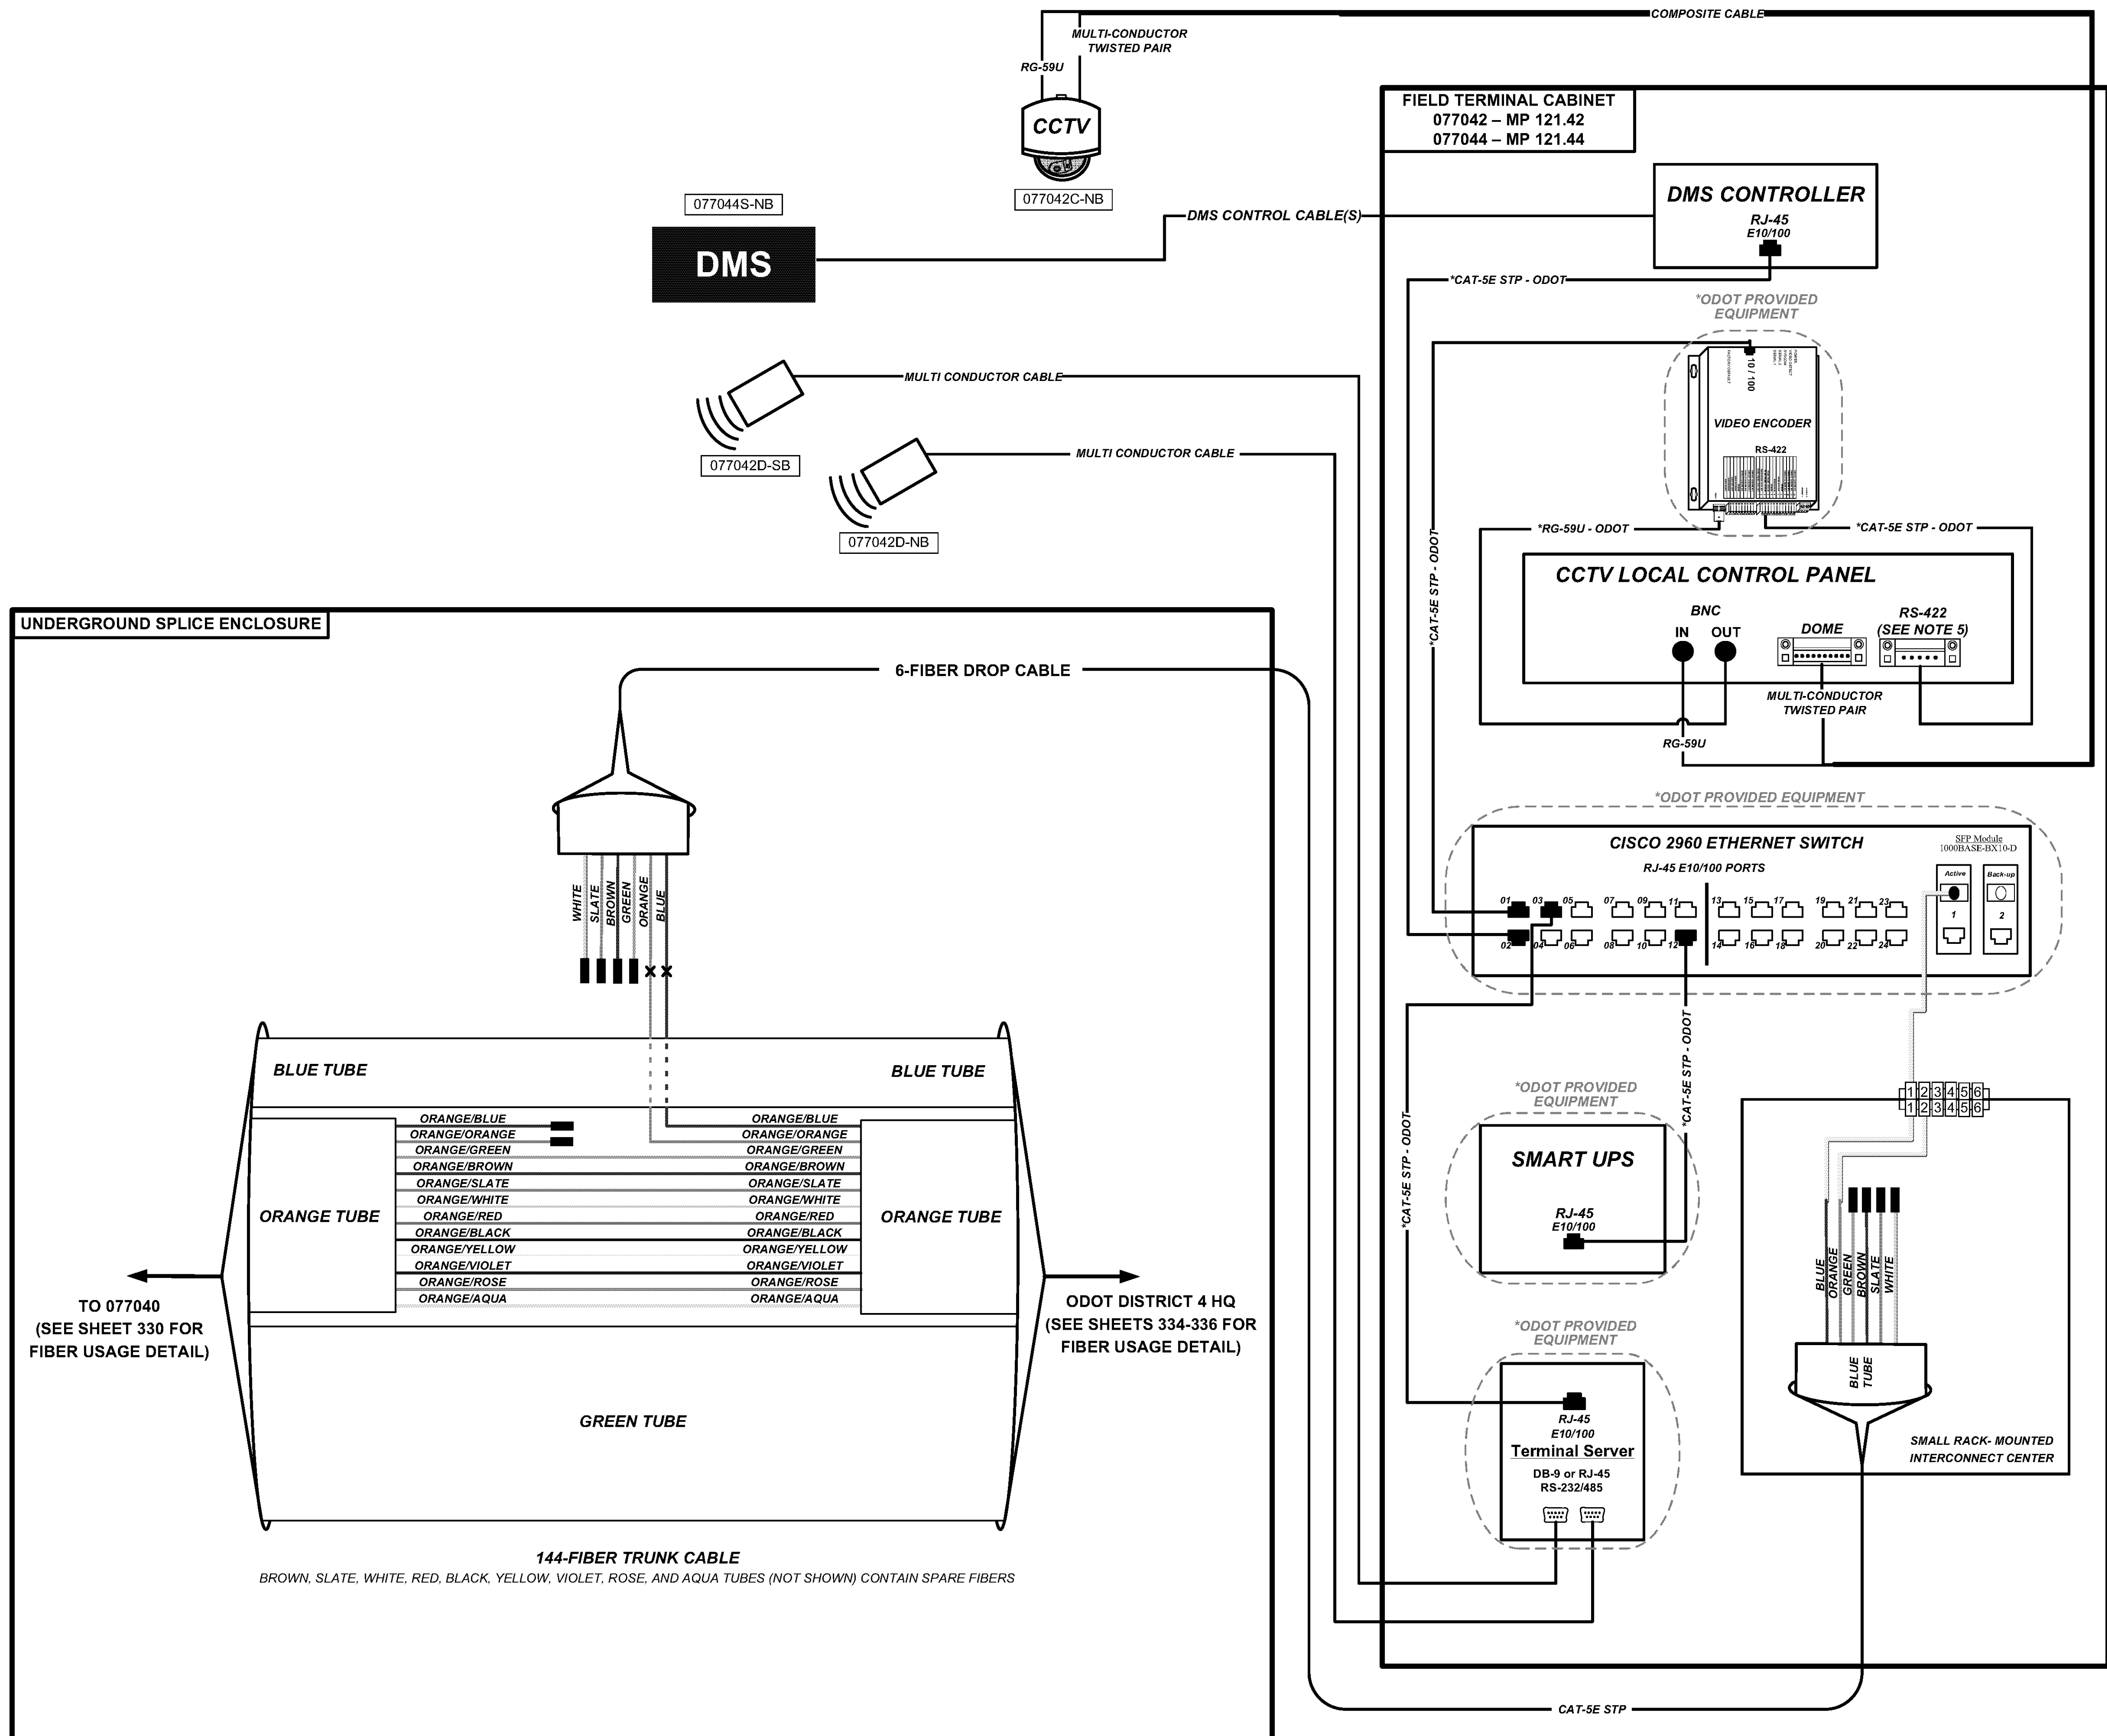 COMPOSITE CABLE
MULTI-CONDUCTOR
TWISTED PAIR
RG-59U
CCTV
077042C-NB
077044S-NB
DMS
DMS CONTROL CABLE(S)
MULTI CONDUCTOR CABLE
077042D-SB
MULTI CONDUCTOR CABLE
077042D-NB
FIELD TERMINAL CABINET
077042 – MP 121.42
077044 – MP 121.44
DMS CONTROLLER
RJ-45
E10/100
*CAT-5E STP - ODOT
*ODOT PROVIDED
EQUIPMENT
10 / 100
VIDEO ENCODER
RS-422
*RG-59U - ODOT
*CAT-5E STP - ODOT
*CAT-5E STP - ODOT
CCTV LOCAL CONTROL PANEL
BNC
IN OUT
DOME
RS-422
(SEE NOTE 5)
MULTI-CONDUCTOR
TWISTED PAIR
RG-59U
*ODOT PROVIDED EQUIPMENT
CISCO 2960 ETHERNET SWITCH
RJ-45 E10/100 PORTS
SFP Module
1000BASE-BX10-D
Active
Back-up
1
2
01 03 05 07 09 11 13 15 17 19 21 23
02 04 06 08 10 12 14 16 18 20 22 24
*CAT-5E STP - ODOT
*CAT-5E STP - ODOT
*ODOT PROVIDED
EQUIPMENT
SMART UPS
RJ-45
E10/100
*ODOT PROVIDED
EQUIPMENT
RJ-45
E10/100
Terminal Server
DB-9 or RJ-45
RS-232/485
1 2 3 4 5 6
1 2 3 4 5 6
BLUE
ORANGE
GREEN
BROWN
SLATE
WHITE
BLUE
TUBE
SMALL RACK- MOUNTED
INTERCONNECT CENTER
CAT-5E STP
UNDERGROUND SPLICE ENCLOSURE
6-FIBER DROP CABLE
WHITE
SLATE
BROWN
GREEN
ORANGE
BLUE
BLUE TUBE
BLUE TUBE
ORANGE TUBE
ORANGE TUBE
ORANGE/BLUE ORANGE/BLUE
ORANGE/ORANGE ORANGE/ORANGE
ORANGE/GREEN ORANGE/GREEN
ORANGE/BROWN ORANGE/BROWN
ORANGE/SLATE ORANGE/SLATE
ORANGE/WHITE ORANGE/WHITE
ORANGE/RED ORANGE/RED
ORANGE/BLACK ORANGE/BLACK
ORANGE/YELLOW ORANGE/YELLOW
ORANGE/VIOLET ORANGE/VIOLET
ORANGE/ROSE ORANGE/ROSE
ORANGE/AQUA ORANGE/AQUA
TO 077040
(SEE SHEET 330 FOR
FIBER USAGE DETAIL)
ODOT DISTRICT 4 HQ
(SEE SHEETS 334-336 FOR
FIBER USAGE DETAIL)
GREEN TUBE
144-FIBER TRUNK CABLE
BROWN, SLATE, WHITE, RED, BLACK, YELLOW, VIOLET, ROSE, AND AQUA TUBES (NOT SHOWN) CONTAIN SPARE FIBERS